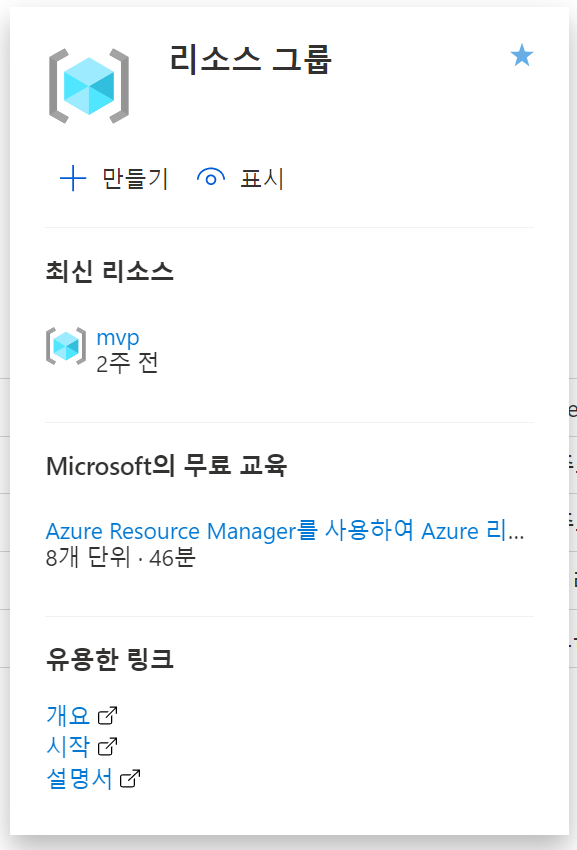 리소스 그룹
만들기 표시
최신 리소스
mvp
2주 전
Microsoft의 무료 교육
Azure Resource Manager를 사용하여 Azure 리...
8개 단위 · 46분
유용한 링크
개요
시작
설명서